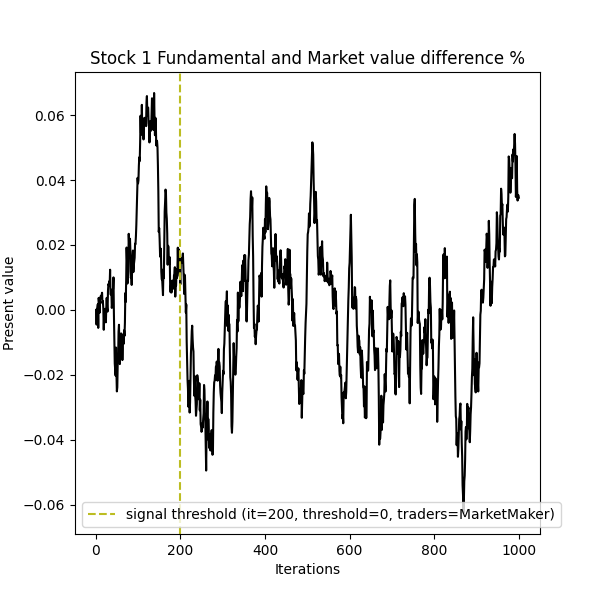 Stock 1 Fundamental and Market value difference %
0.06
0.04
0.02
0.00
−0.02
−0.04
−0.06
Present value
signal threshold (it=200, threshold=0, traders=MarketMaker)
0 200 400 600 800 1000
Iterations